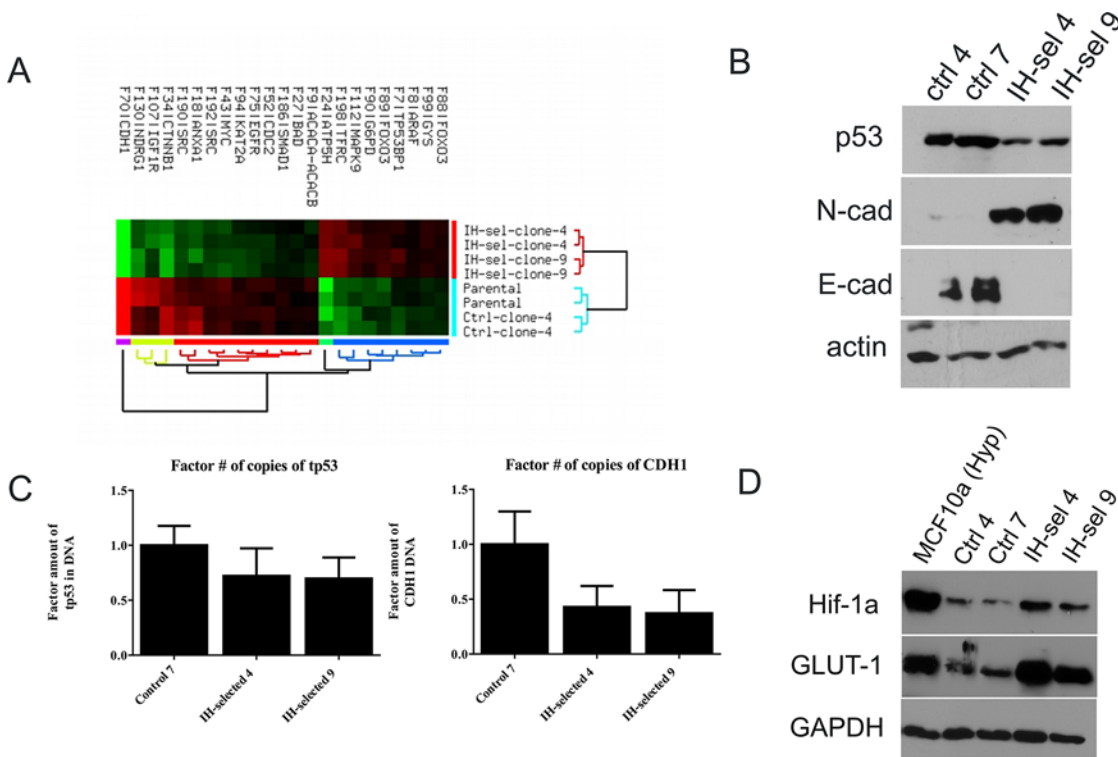 A
F70|CDH1
F130|NDRG1
F107|IGF1R
F34|CTNNB1
F190|SRC
F18|ANXA1
F192|SRC
F43|MYC
F94|KAT2A
F75|EGFR
F52|CDC2
F186|SMAD1
F27|BAD
F9|ACACA-ACACB
F24|ATP5H
F198|TFRC
F112|MAPK9
F90|G6PD
F89|FOXO3
F7|TP53BP1
F8|ARAF
F99|GYS
F88|FOXO3
IH-sel-clone-4
IH-sel-clone-4
IH-sel-clone-9
IH-sel-clone-9
Parental
Parental
Ctrl-clone-4
Ctrl-clone-4
B
ctrl 4
ctrl 7
IH-sel 4
IH-sel 9
p53
N-cad
E-cad
actin
C
Factor # of copies of tp53
Factor amount of
tp53 in DNA
1.5
1.0
0.5
0.0
Control 7
IH-selected 4
IH-selected 9
Factor # of copies of CDH1
Factor amount of
CDH1 DNA
1.5
1.0
0.5
0.0
Control 7
IH-selected 4
IH-selected 9
D
MCF10a (Hyp)
Ctrl 4
Ctrl 7
IH-sel 4
IH-sel 9
Hif-1a
GLUT-1
GAPDH